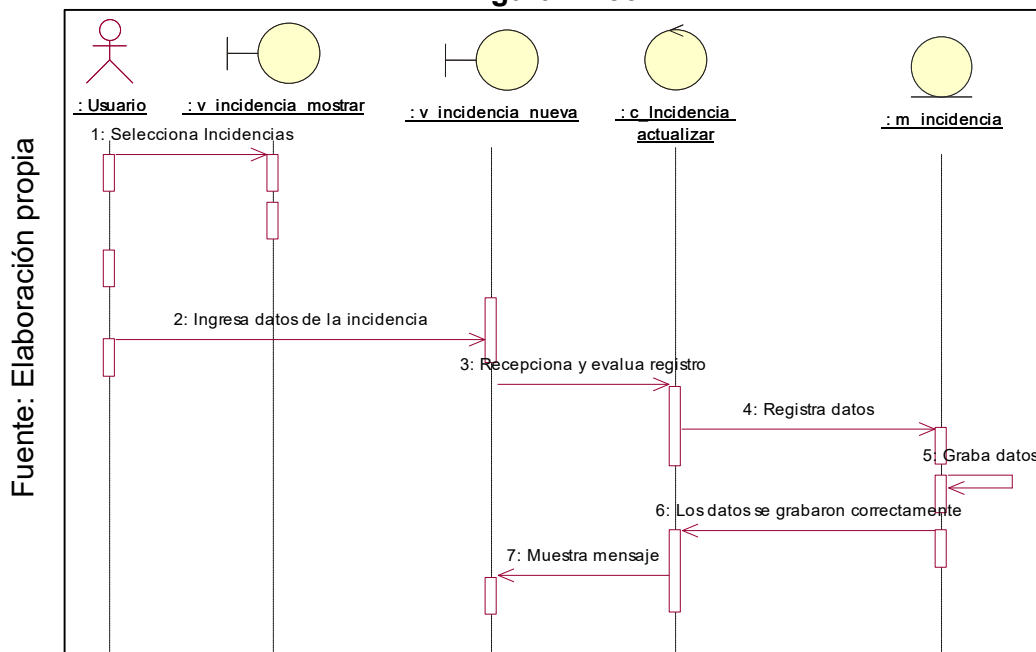 : Usuario
: v_incidencia_mostrar
: v_incidencia_nueva
: c_Incidencia_
actualizar
: m_incidencia
1: Selecciona Incidencias
2: Ingresa datos de la incidencia
3: Recepciona y evalua registro
4: Registra datos
5: Graba datos
6: Los datos se grabaron correctamente
7: Muestra mensaje
Fuente: Elaboración propia